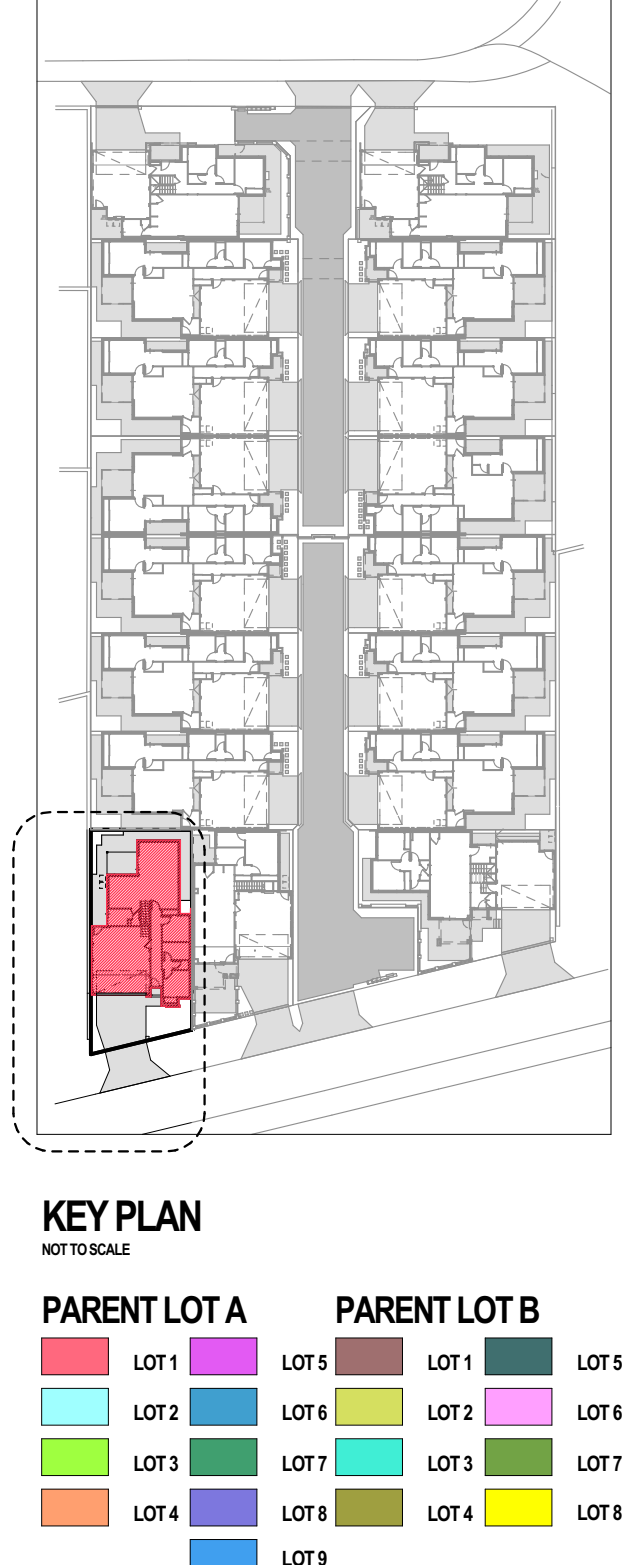 KEY PLAN
NOT TO SCALE
PARENT LOT A PARENT LOT B
LOT 1 LOT 5 LOT 1 LOT 5
LOT 2 LOT 6 LOT 2 LOT 6
LOT 3 LOT 7 LOT 3 LOT 7
LOT 4 LOT 8 LOT 4 LOT 8
LOT 9